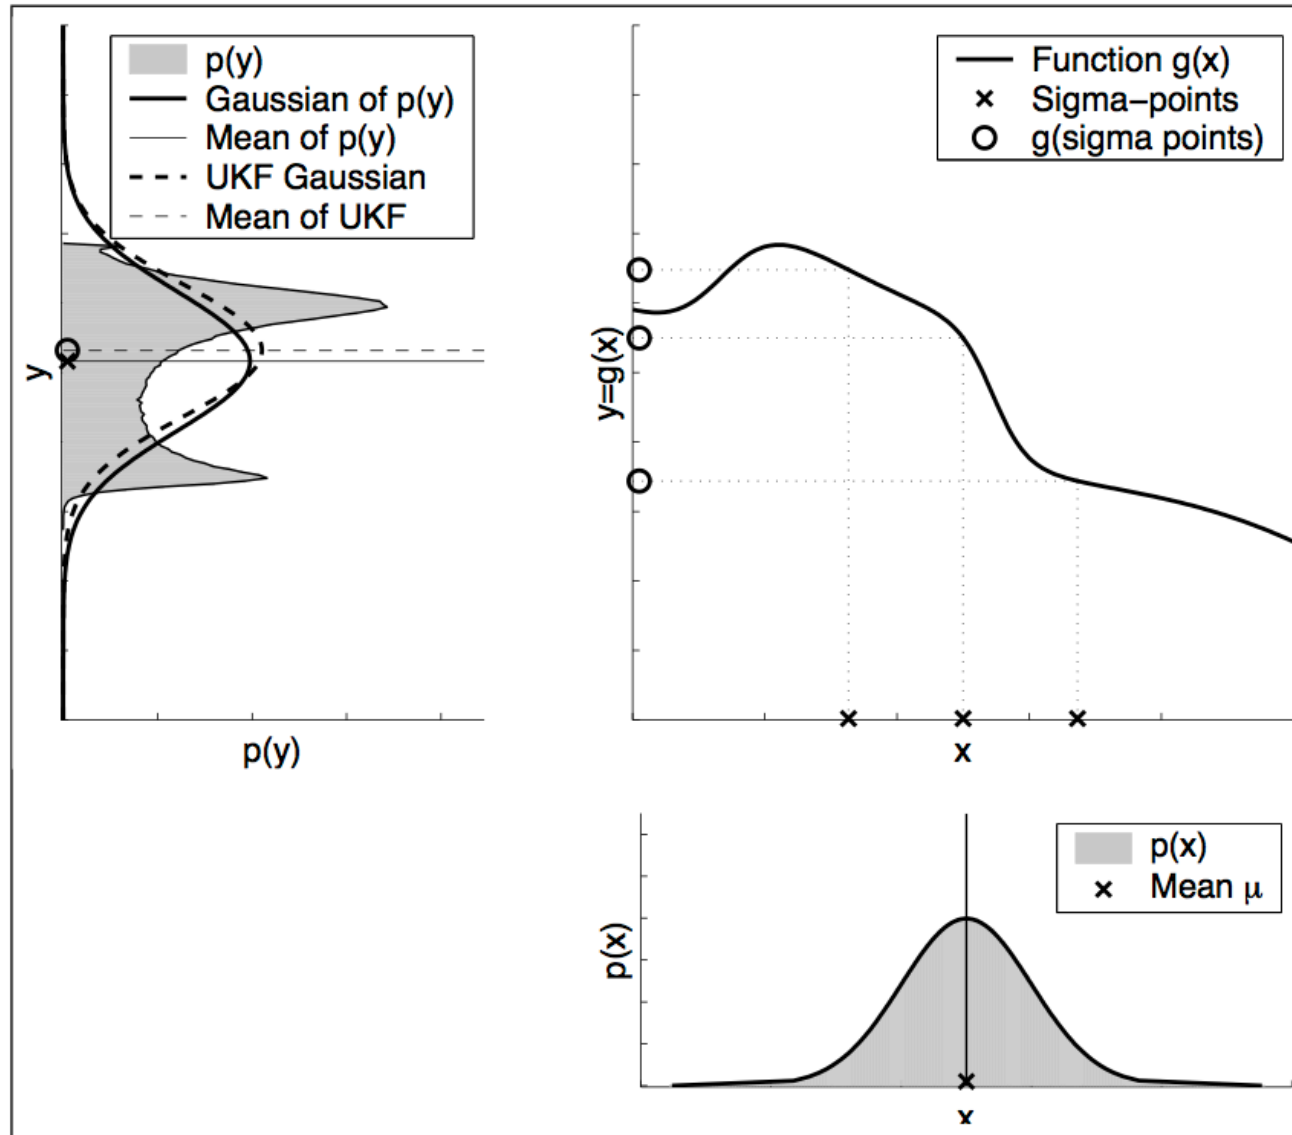 p(y)
Gaussian of p(y)
Mean of p(y)
UKF Gaussian
Mean of UKF
y
p(y)
Function g(x)
Sigma−points
g(sigma points)
y=g(x)
x
p(x)
Mean μ
p(x)
x